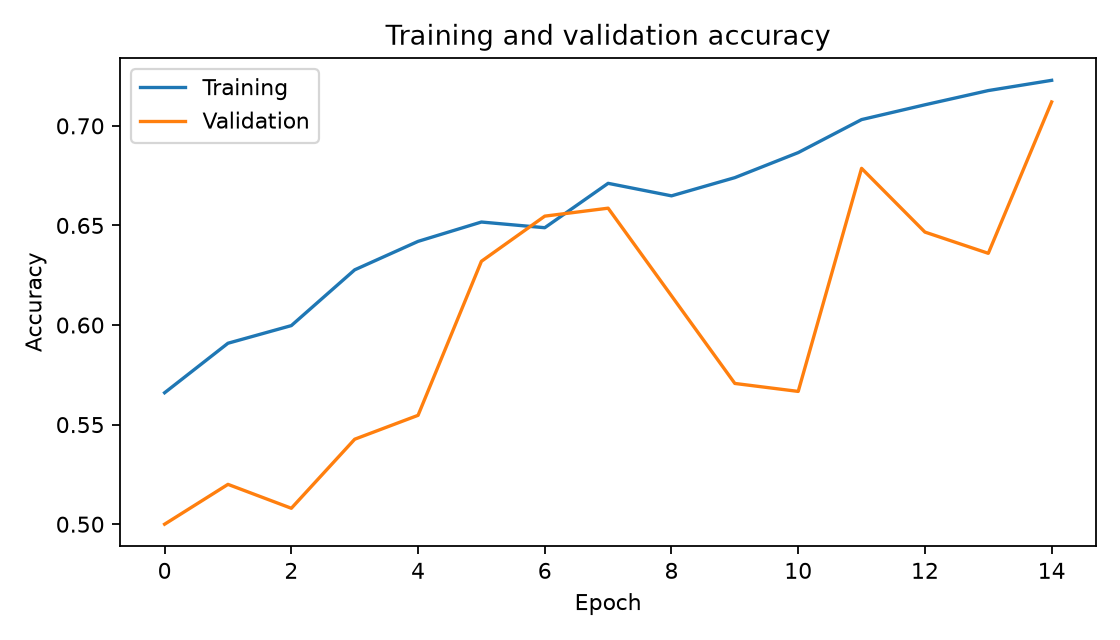 Training and validation accuracy
Training
Validation
0.70
0.65
0.60
0.55
0.50
Accuracy
0 2 4 6 8 10 12 14
Epoch